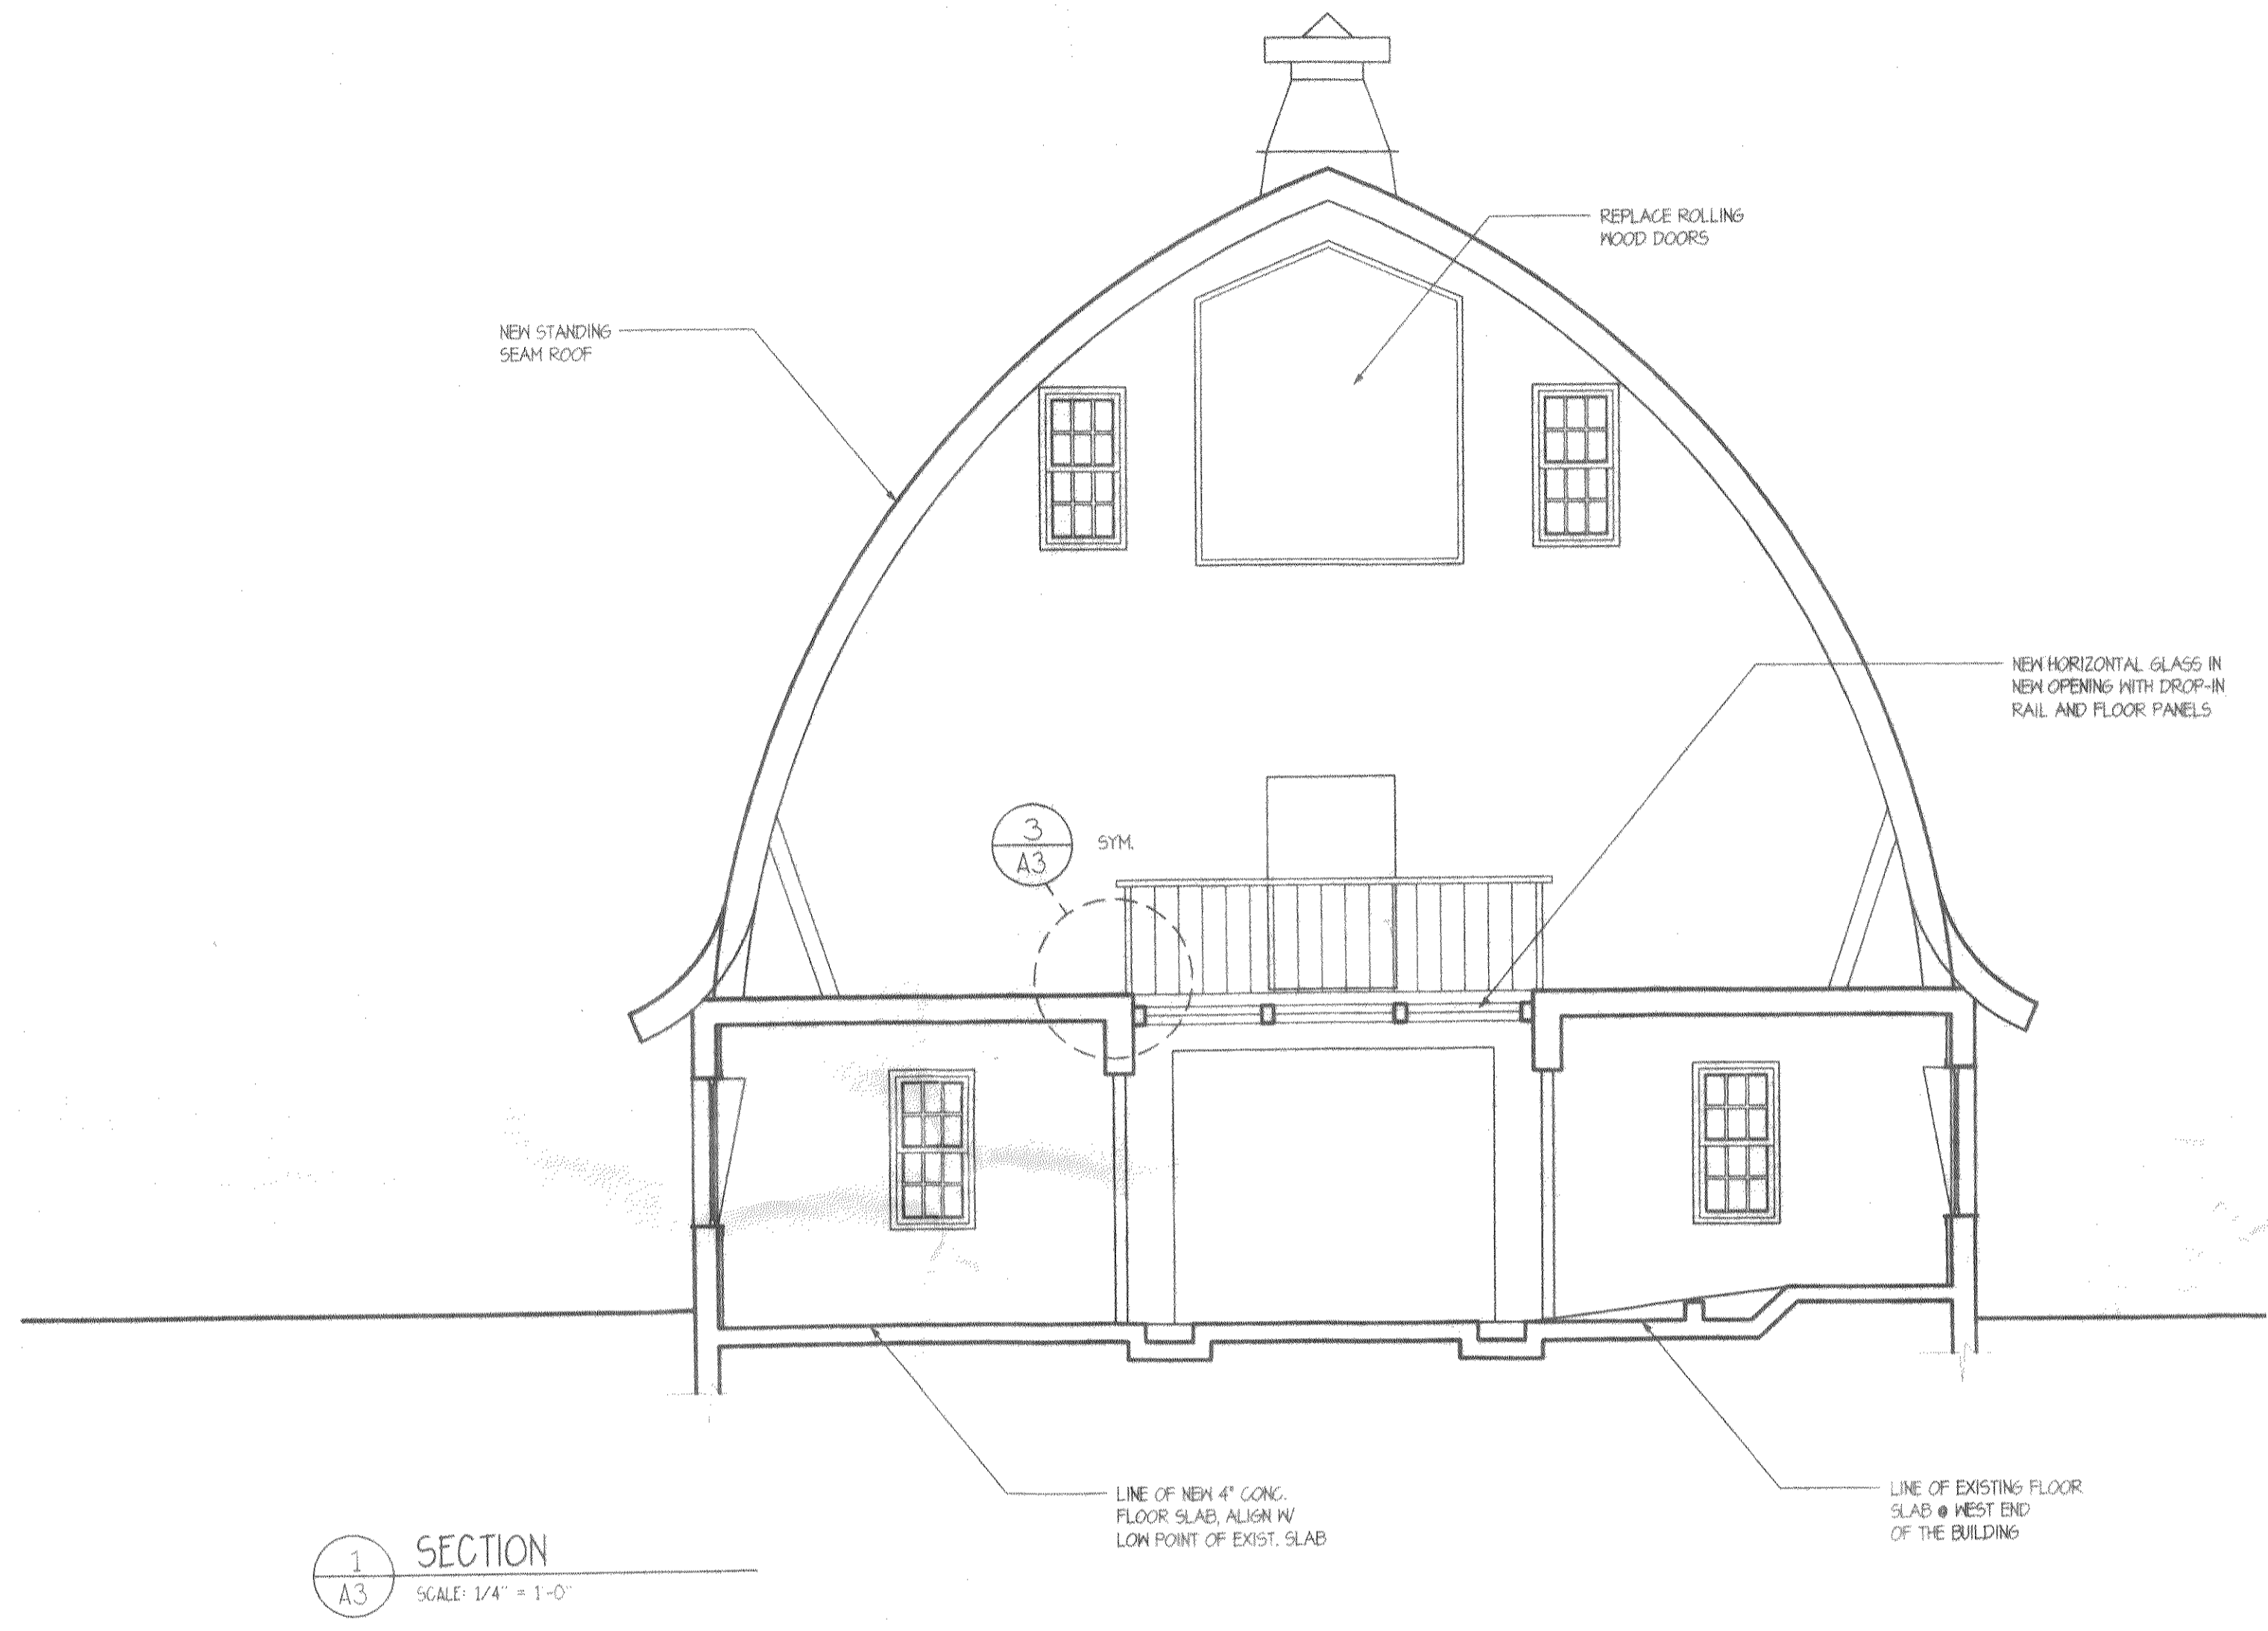 REPLACE ROLLING
WOOD DOORS
NEW STANDING
SEAM ROOF
NEW HORIZONTAL GLASS IN
NEW OPENING WITH DROP-IN
RAIL AND FLOOR PANELS
3
A3
SYM.
LINE OF NEW 4" CONC.
FLOOR SLAB, ALIGN W/
LOW POINT OF EXIST. SLAB
LINE OF EXISTING FLOOR
SLAB @ WEST END
OF THE BUILDING
1
A3
SECTION
SCALE: 1/4" = 1'-0"